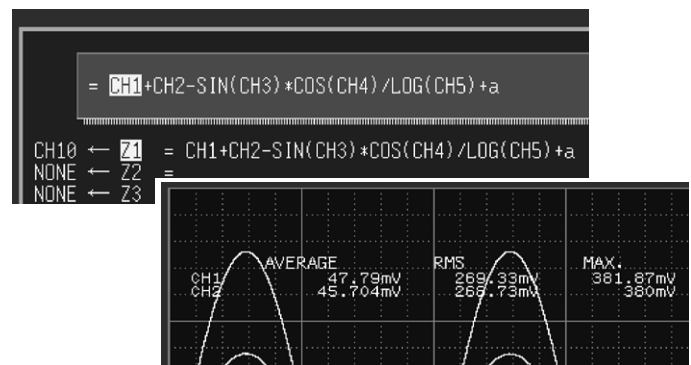 = CH1+CH2-SIN(CH3)*COS(CH4)/LOG(CH5)+a
CH10 ← Z1 = CH1+CH2-SIN(CH3)*COS(CH4)/LOG(CH5)+a
NONE ← Z2 =
NONE ← Z3
AVERAGE RMS MAX.
CH1 47.79mV 269.33mV 381.87mV
CH2 45.704mV 268.73mV 380mV